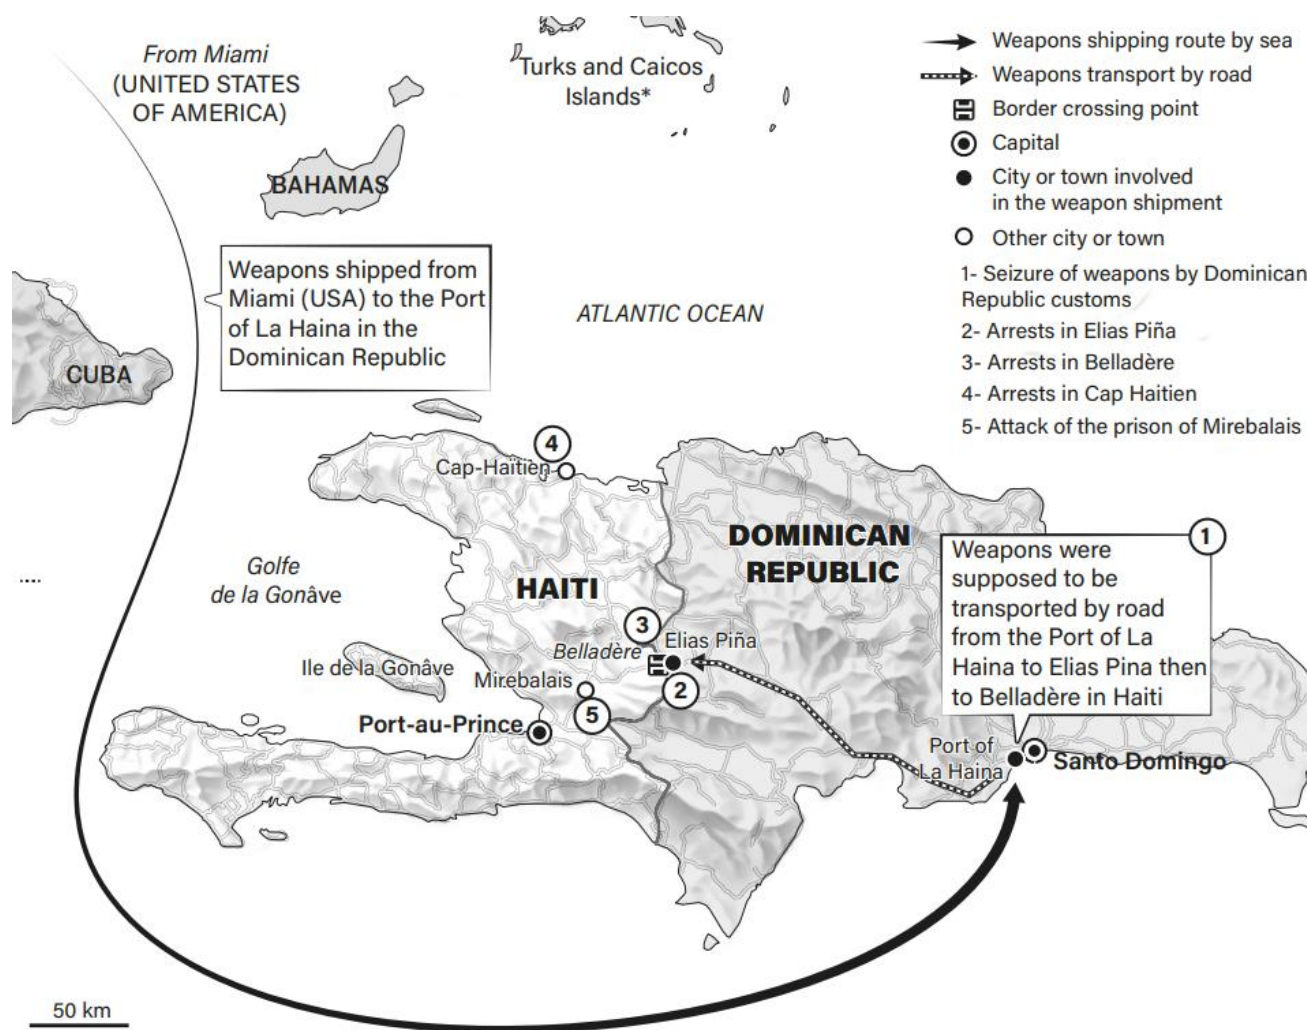 From Miami
(UNITED STATES
OF AMERICA)
Turks and Caicos
Islands*
BAHAMAS
Weapons shipped from
Miami (USA) to the Port
of La Haina in the
Dominican Republic
ATLANTIC OCEAN
CUBA
Weapons shipping route by sea
Weapons transport by road
Border crossing point
Capital
City or town involved
in the weapon shipment
Other city or town
1- Seizure of weapons by Dominican
Republic customs
2- Arrests in Elias Piña
3- Arrests in Belladère
4- Arrests in Cap Haitien
5- Attack of the prison of Mirebalais
4
Cap-Haïtien
DOMINICAN
REPUBLIC
1
Weapons were
supposed to be
transported by road
from the Port of La
Haina to Elias Pina then
to Belladère in Haiti
Golfe
de la Gonâve
HAITI
3
Elias Piña
Belladère
Ile de la Gonâve
Mirebalais
2
5
Port-au-Prince
Port of
La Haina
Santo Domingo
50 km